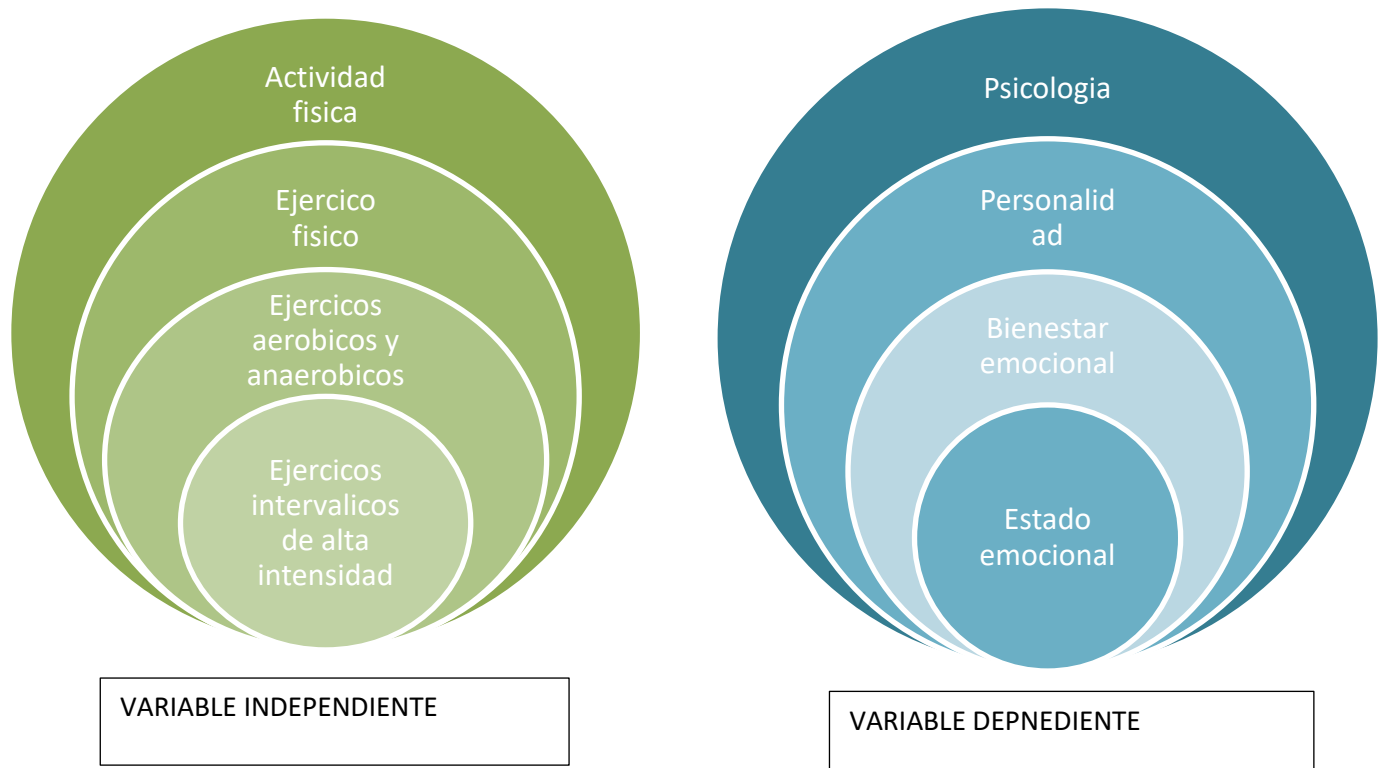 Actividad
fisica
Ejercico
fisico
Ejercicos
aerobicos y
anaerobicos
Ejercicos
intervalicos
de alta
intensidad
VARIABLE INDEPENDIENTE
Psicologia
Personalid
ad
Bienestar
emocional
Estado
emocional
VARIABLE DEPNEDIENTE